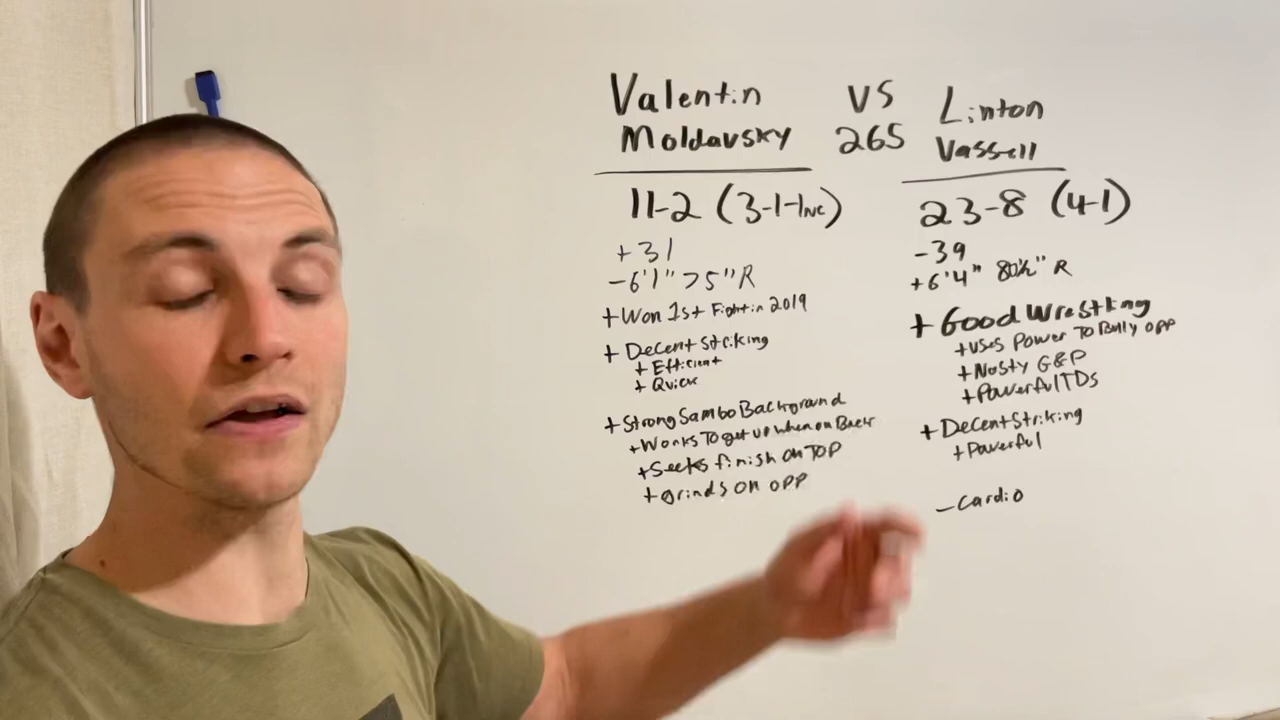 Valentin
Moldavsky
VS
265
Linton
Vassell
11-2 (3-1-1NC)
+31
-6'1" 75" R
+Won 1st Fight in 2019
+ Decent Striking
+ Efficient
+ Quick
+Strong Sambo Background
+Works To get up when on Back
+Seeks finish on TOP
+grinds on opp
23-8 (4-1)
-39
+6'4" 80½" R
+Good Wrestling
+Uses Power To Bully opp
+Nasty G&P
+Powerful TDs
+Decent Striking
+Powerful
-Cardio